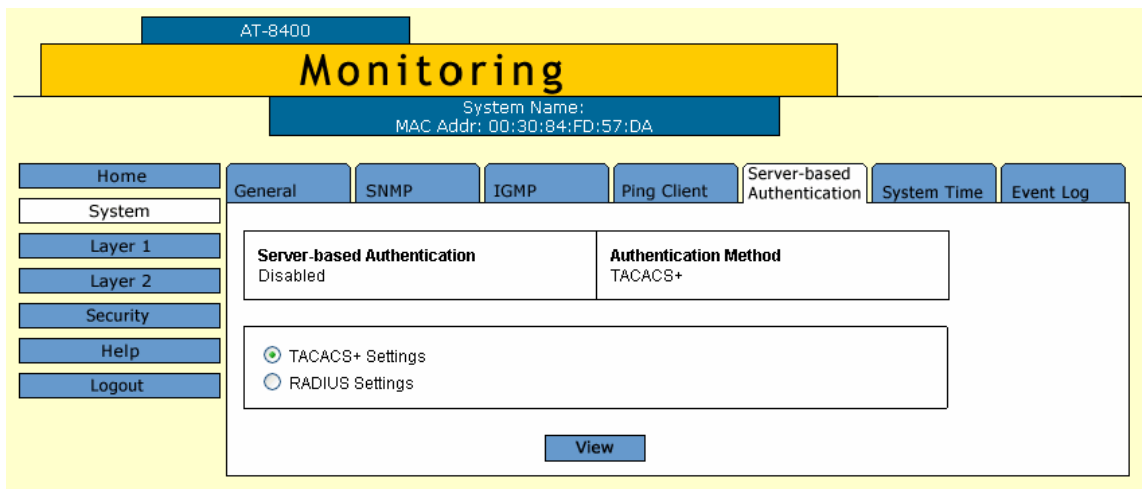 AT-8400
Monitoring
System Name:
MAC Addr: 00:30:84:FD:57:DA
Home
System
Layer 1
Layer 2
Security
Help
Logout
General
SNMP
IGMP
Ping Client
Server-based
Authentication
System Time
Event Log
Server-based Authentication
Disabled
Authentication Method
TACACS+
TACACS+ Settings
RADIUS Settings
View